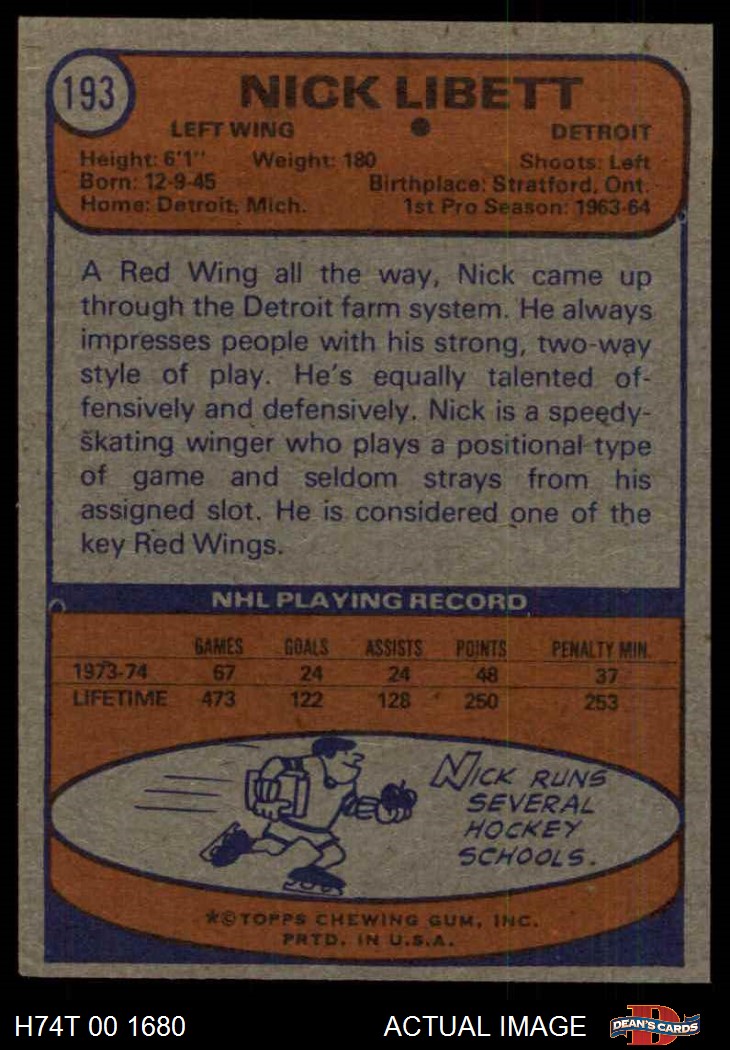 193
NICK LIBETT
LEFT WING • DETROIT
Height: 6'1" Weight: 180 Shoots: Left
Born: 12-9-45 Birthplace: Stratford, Ont.
Home: Detroit, Mich. 1st Pro Season: 1963-64
A Red Wing all the way, Nick came up
through the Detroit farm system. He always
impresses people with his strong, two-way
style of play. He's equally talented of-
fensively and defensively. Nick is a speedy-
skating winger who plays a positional type
of game and seldom strays from his
assigned slot. He is considered one of the
key Red Wings.
NHL PLAYING RECORD
GAMES GOALS ASSISTS POINTS PENALTY MIN.
1973-74 67 24 24 48 37
LIFETIME 473 122 128 250 253
NICK RUNS
SEVERAL
HOCKEY
SCHOOLS.
*©TOPPS CHEWING GUM, INC.
PRTD. IN U.S.A.
H74T 00 1680 ACTUAL IMAGE
D
DEAN'S CARDS